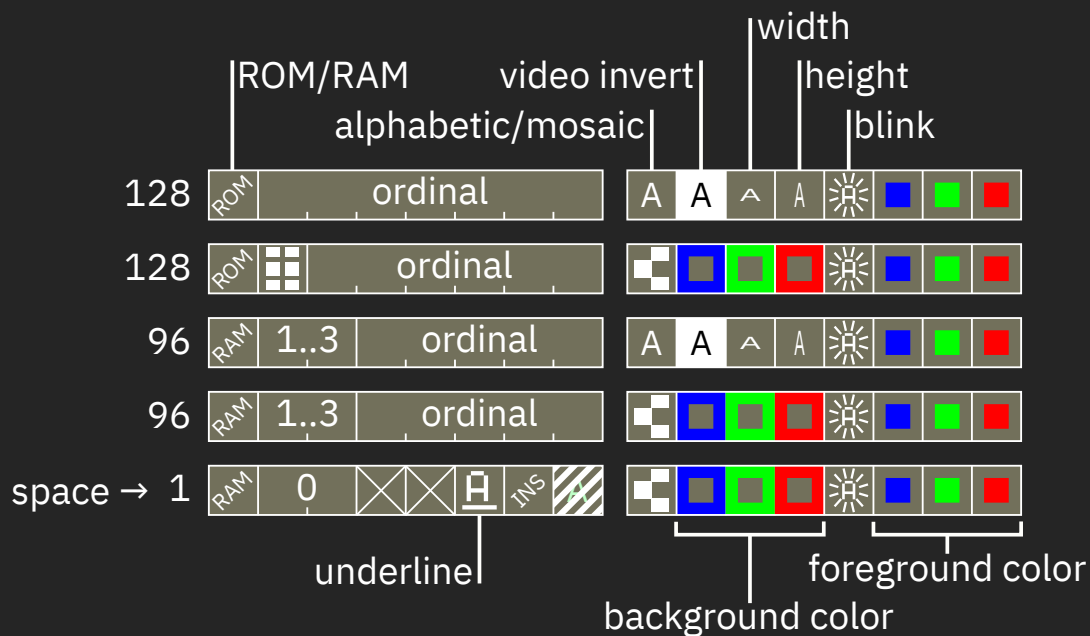 width
ROM/RAM video invert height
alphabetic/mosaic blink
128 ROM ordinal A A A A A
128 ROM ordinal A
96 RAM 1..3 ordinal A A A A A
96 RAM 1..3 ordinal A
space → 1 RAM 0 A INS A A
underline foreground color
background color